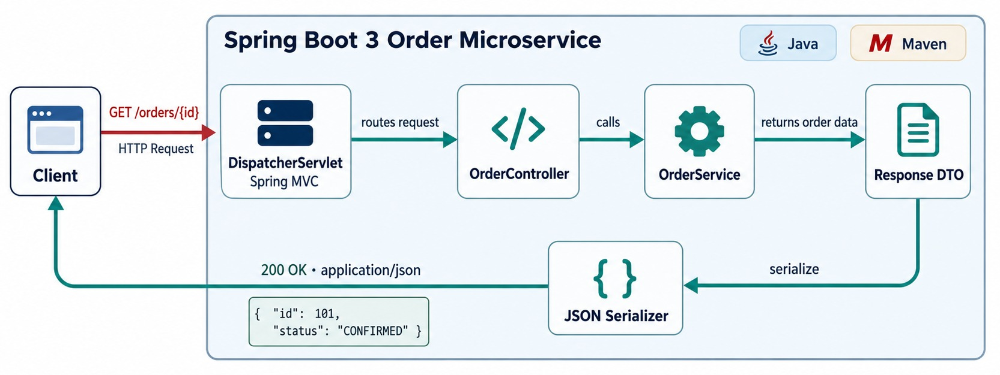 Spring Boot 3 Order Microservice
Java
M Maven
Client
GET /orders/{id}
HTTP Request
DispatcherServlet
Spring MVC
routes request
</>
OrderController
calls
OrderService
returns order data
Response DTO
serialize
{ }
JSON Serializer
200 OK • application/json
{ "id": 101,
"status": "CONFIRMED" }